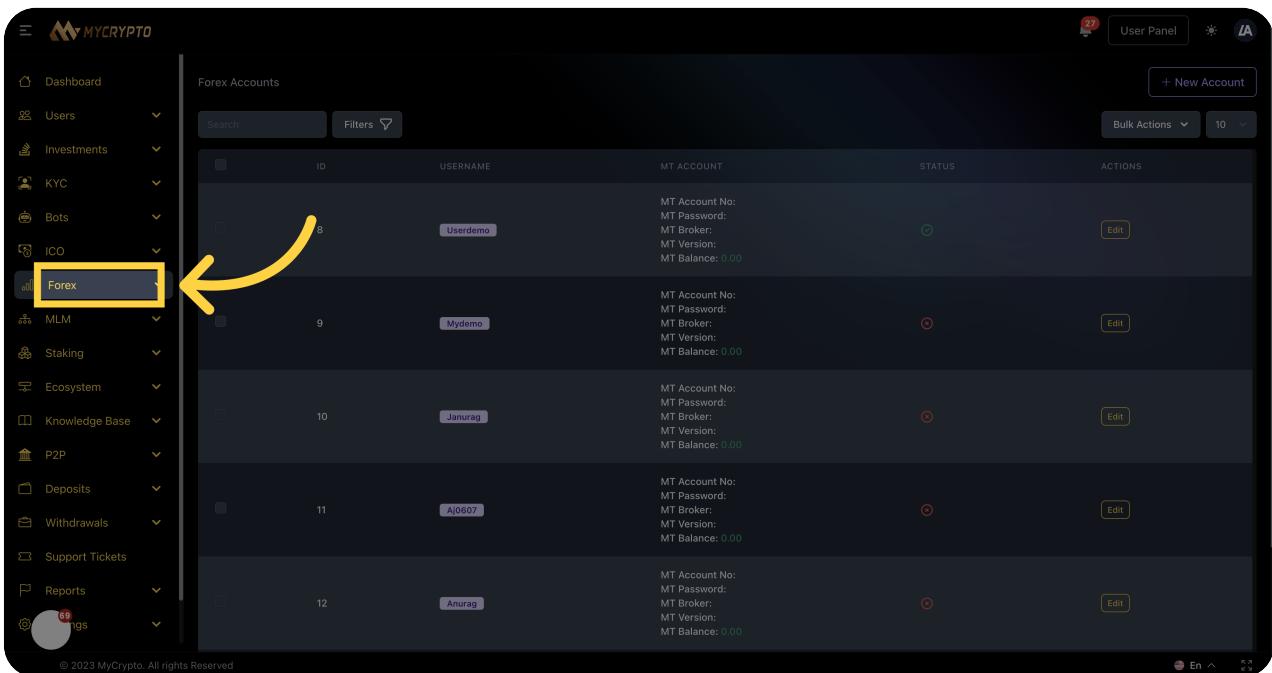 MYCRYPTO
27
User Panel
Dashboard
Users
Investments
KYC
Bots
ICO
Forex
MLM
Staking
Ecosystem
Knowledge Base
P2P
Deposits
Withdrawals
Support Tickets
Reports
69
ngs
Forex Accounts
+ New Account
Search
Filters
Bulk Actions
10
ID USERNAME MT ACCOUNT STATUS ACTIONS
MT Account No:
MT Password:
8 Userdemo MT Broker: Edit
MT Version:
MT Balance: 0.00
MT Account No:
MT Password:
9 Mydemo MT Broker: Edit
MT Version:
MT Balance: 0.00
MT Account No:
MT Password:
10 Janurag MT Broker: Edit
MT Version:
MT Balance: 0.00
MT Account No:
MT Password:
11 Aj0607 MT Broker: Edit
MT Version:
MT Balance: 0.00
MT Account No:
MT Password:
12 Anurag MT Broker: Edit
MT Version:
MT Balance: 0.00
© 2023 MyCrypto. All rights Reserved
En